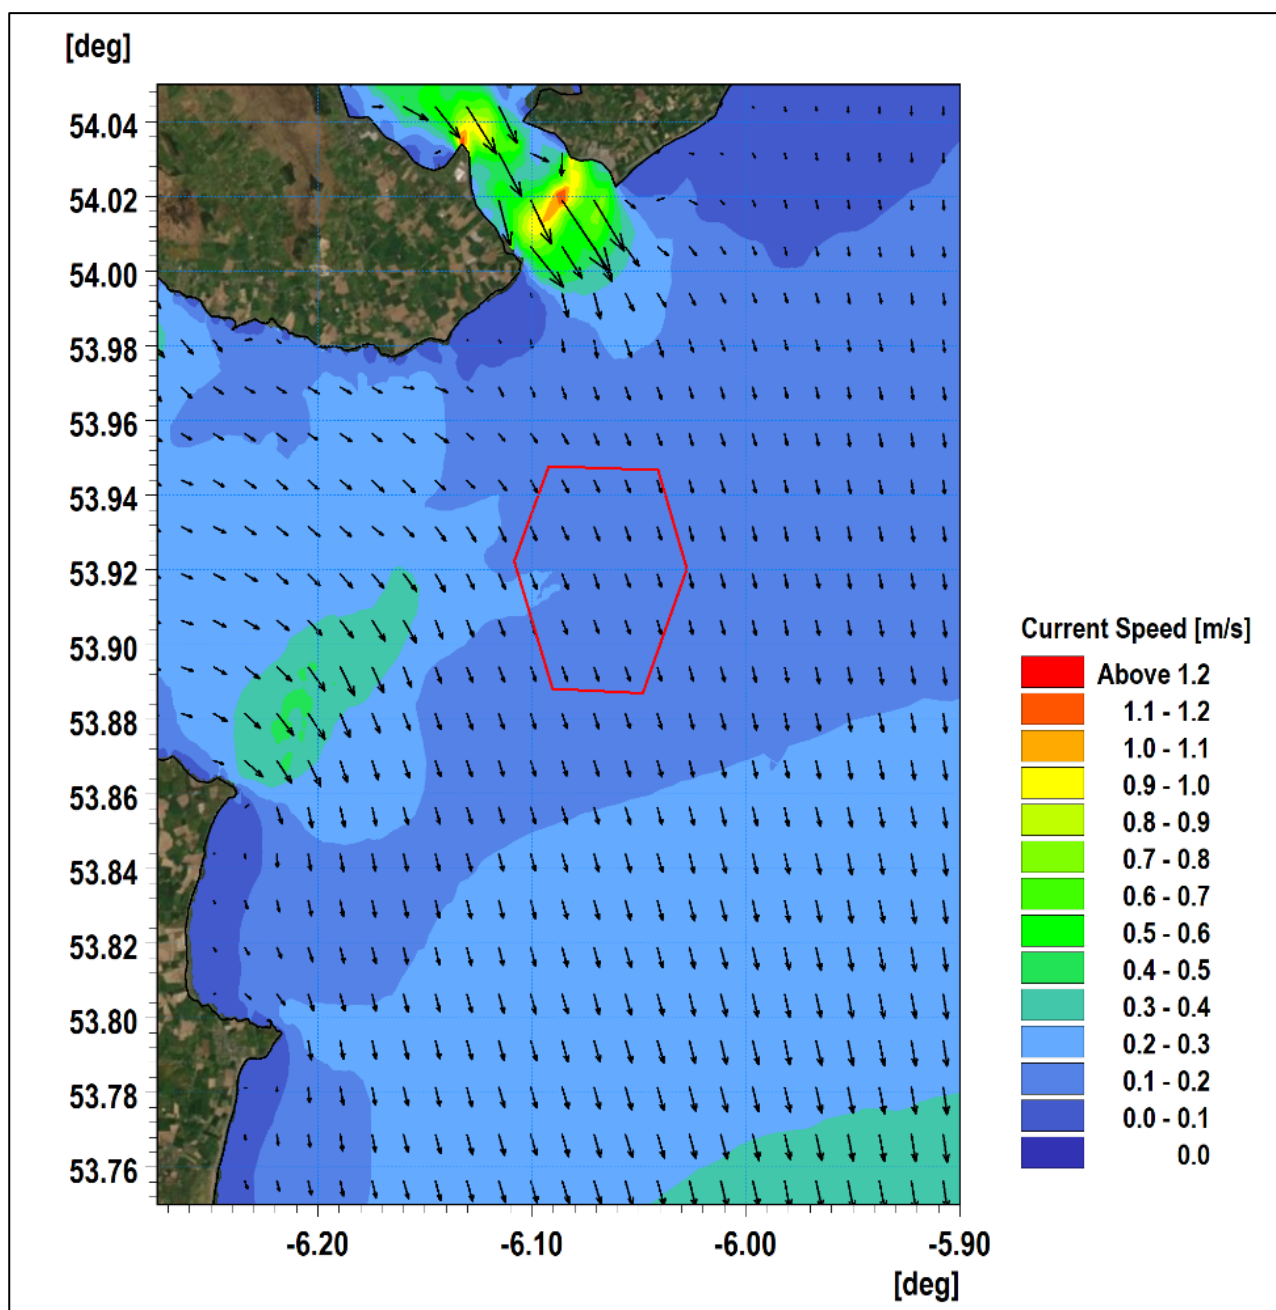 [deg]
54.04
54.02
54.00
53.98
53.96
53.94
53.92
53.90
53.88
53.86
53.84
53.82
53.80
53.78
53.76
-6.20
-6.10
-6.00
-5.90
[deg]
Current Speed [m/s]
Above 1.2
1.1 - 1.2
1.0 - 1.1
0.9 - 1.0
0.8 - 0.9
0.7 - 0.8
0.6 - 0.7
0.5 - 0.6
0.4 - 0.5
0.3 - 0.4
0.2 - 0.3
0.1 - 0.2
0.0 - 0.1
0.0